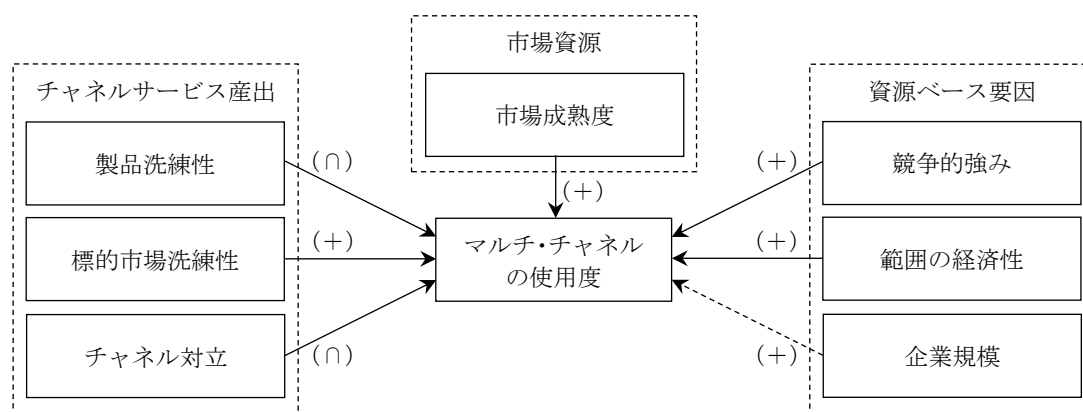 市場資源
市場成熟度
(+)
チャネルサービス産出
製品洗練性
(∩)
標的市場洗練性
(+)
チャネル対立
(∩)
マルチ・チャネル
の使用度
資源ベース要因
(+)
競争的強み
(+)
範囲の経済性
(+)
企業規模